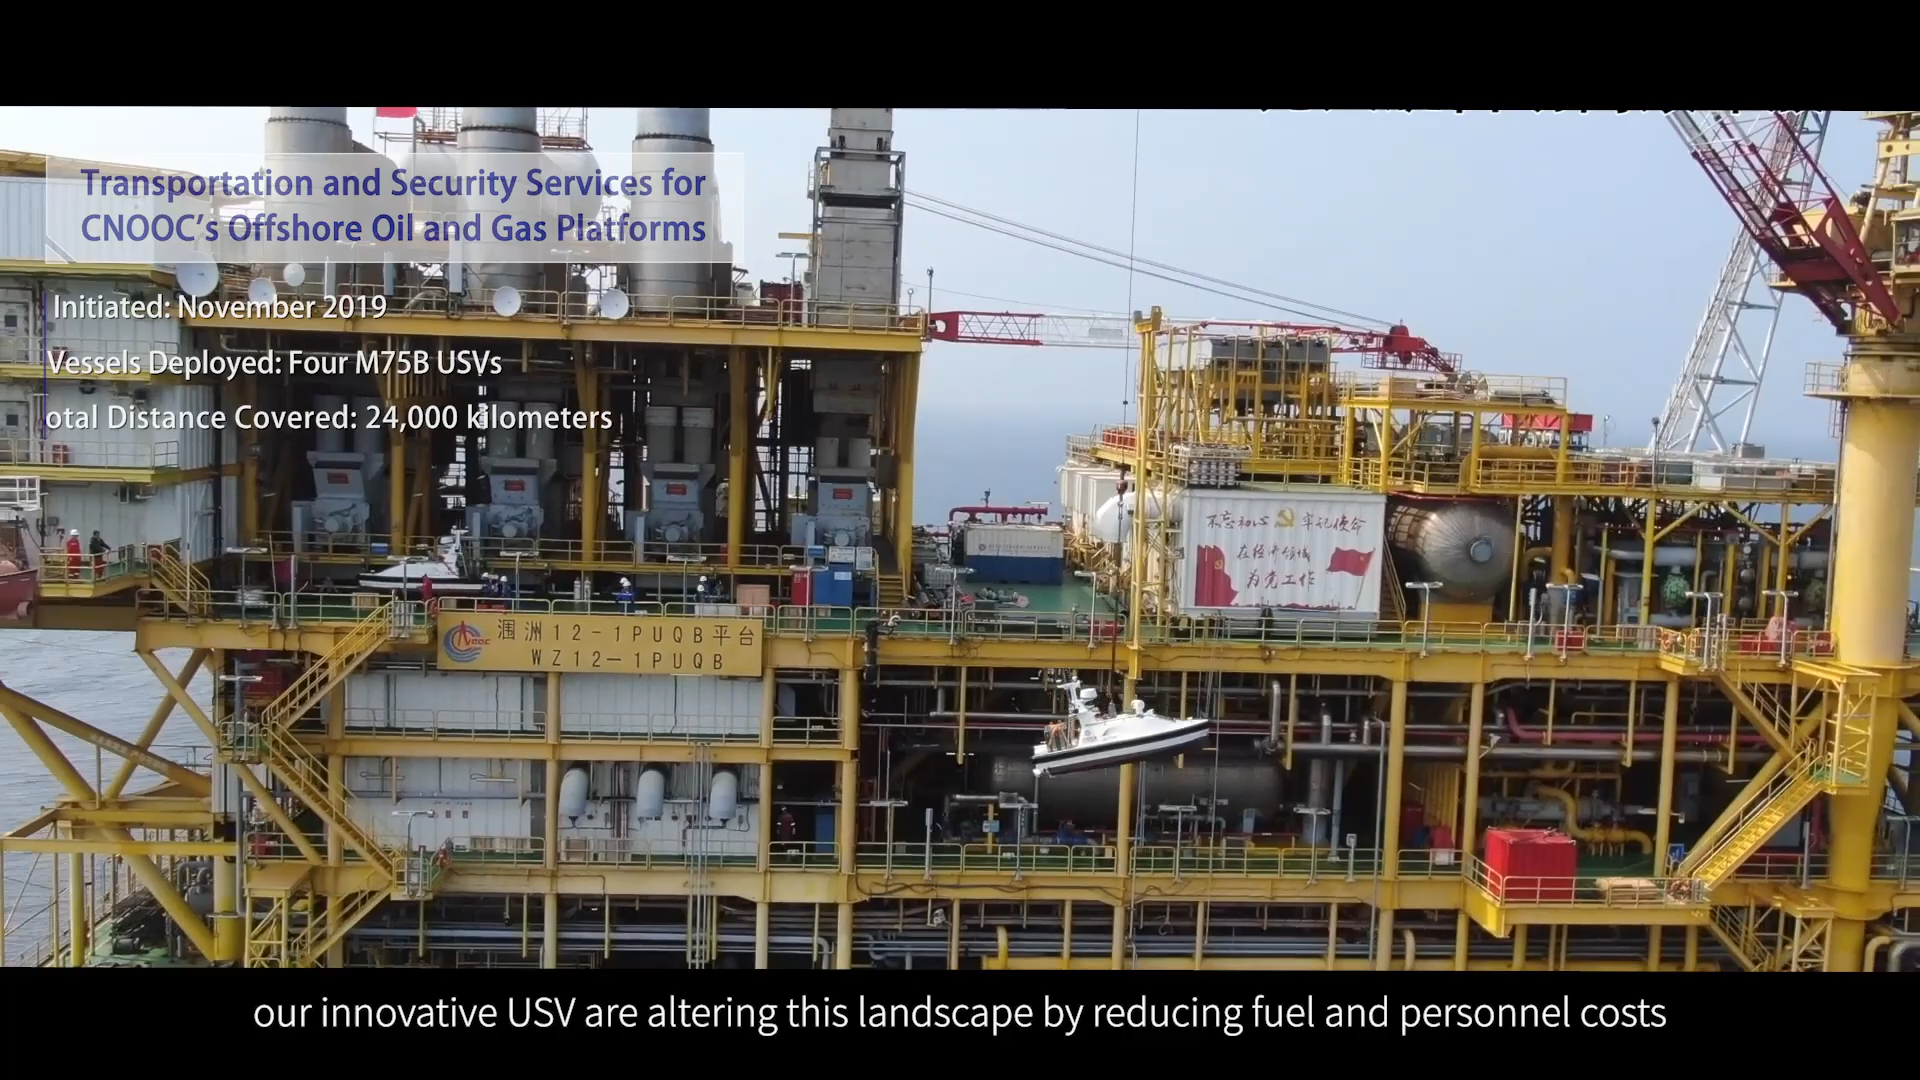 Transportation and Security Services for
CNOOC's Offshore Oil and Gas Platforms
Initiated: November 2019
Vessels Deployed: Four M75B USVs
otal Distance Covered: 24,000 kilometers
不忘初心 牢记使命
在经济领域
为党工作
CNOOC 涠洲12-1PUQB平台
WZ12-1PUQB
our innovative USV are altering this landscape by reducing fuel and personnel costs